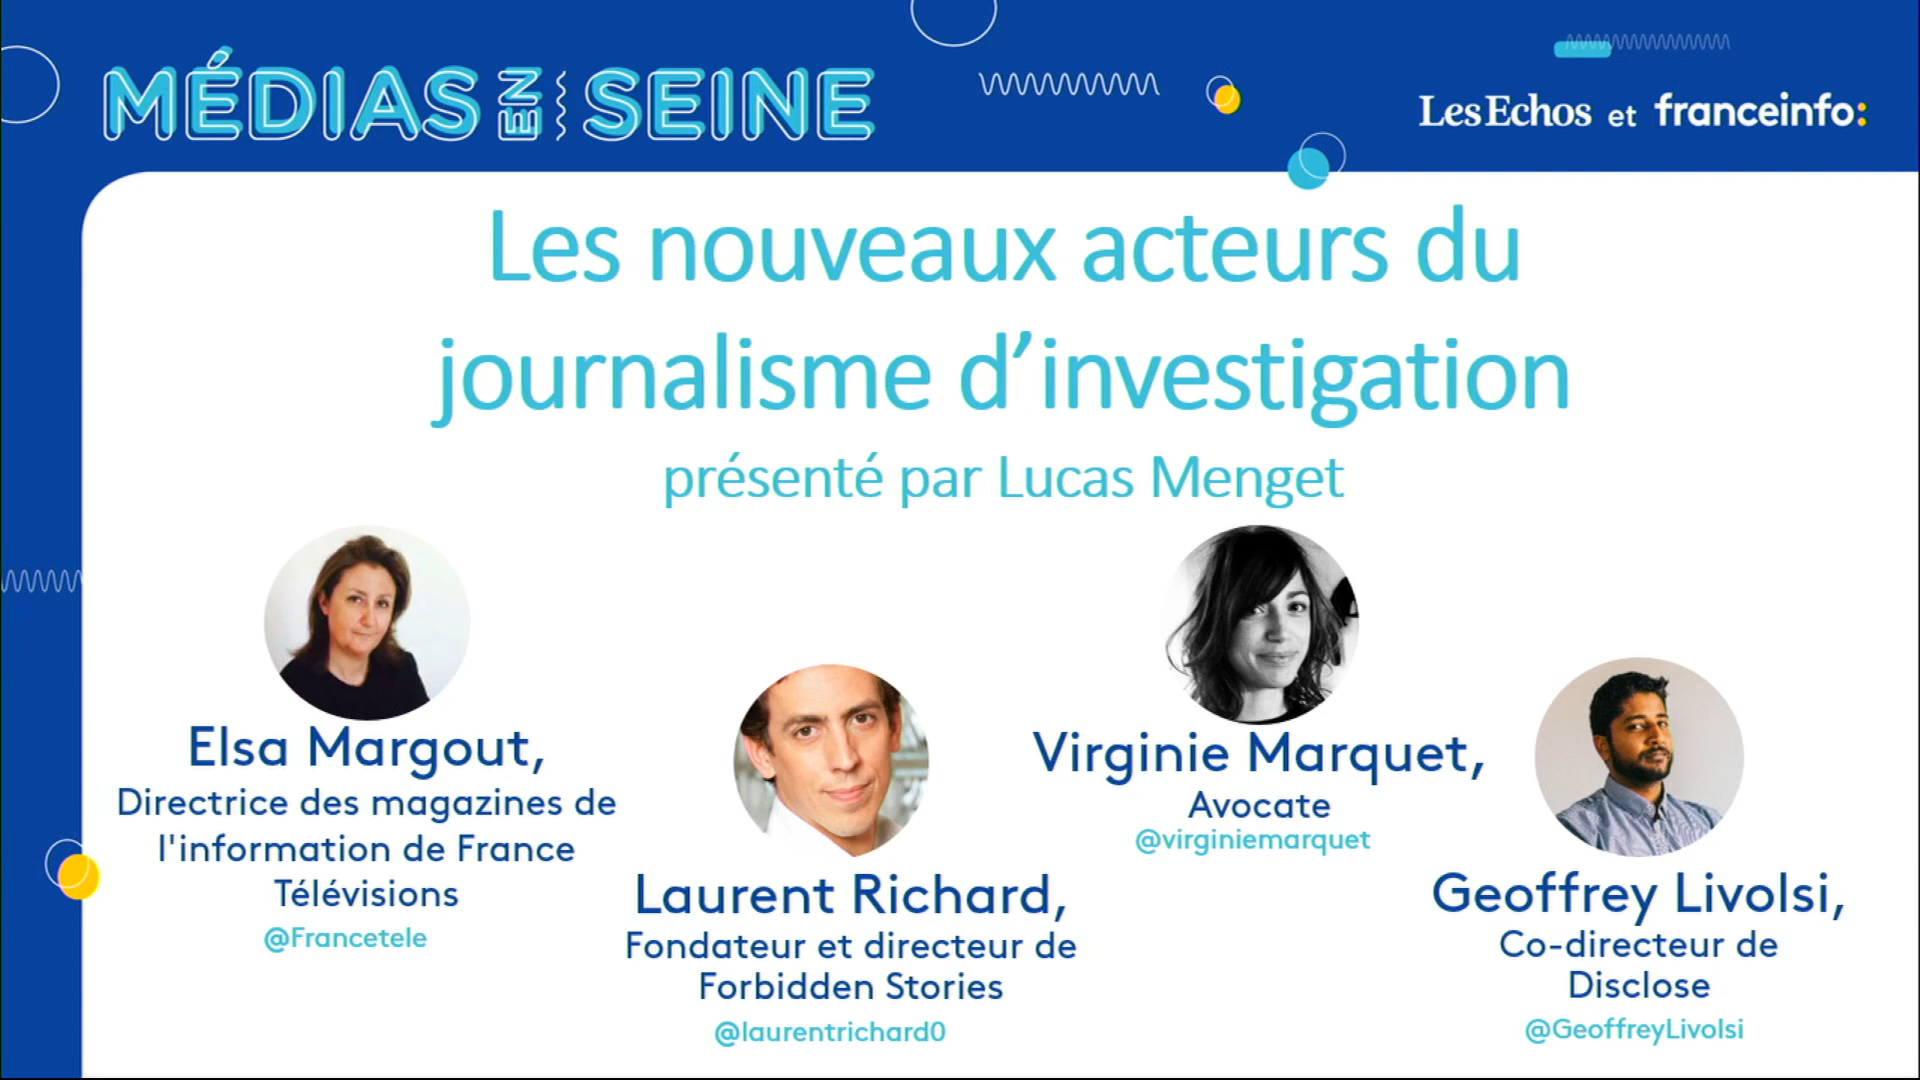 MÉDIAS EN SEINE
Les Echos et franceinfo:
Les nouveaux acteurs du
journalisme d’investigation
présenté par Lucas Menget
Elsa Margout,
Directrice des magazines de
l'information de France
Télévisions
@Francetele
Laurent Richard,
Fondateur et directeur de
Forbidden Stories
@laurentrichard0
Virginie Marquet,
Avocate
@virginiemarquet
Geoffrey Livolsi,
Co-directeur de
Disclose
@GeoffreyLivolsi